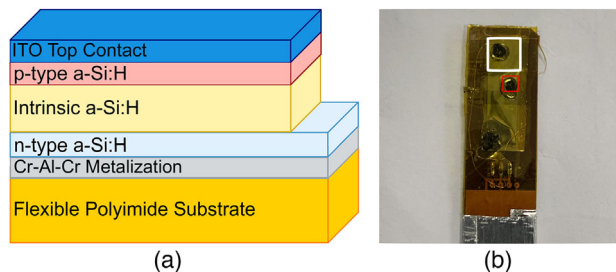 ITO Top Contact
p-type a-Si:H
Intrinsic a-Si:H
n-type a-Si:H
Cr-Al-Cr Metalization
Flexible Polyimide Substrate
(a)
(b)